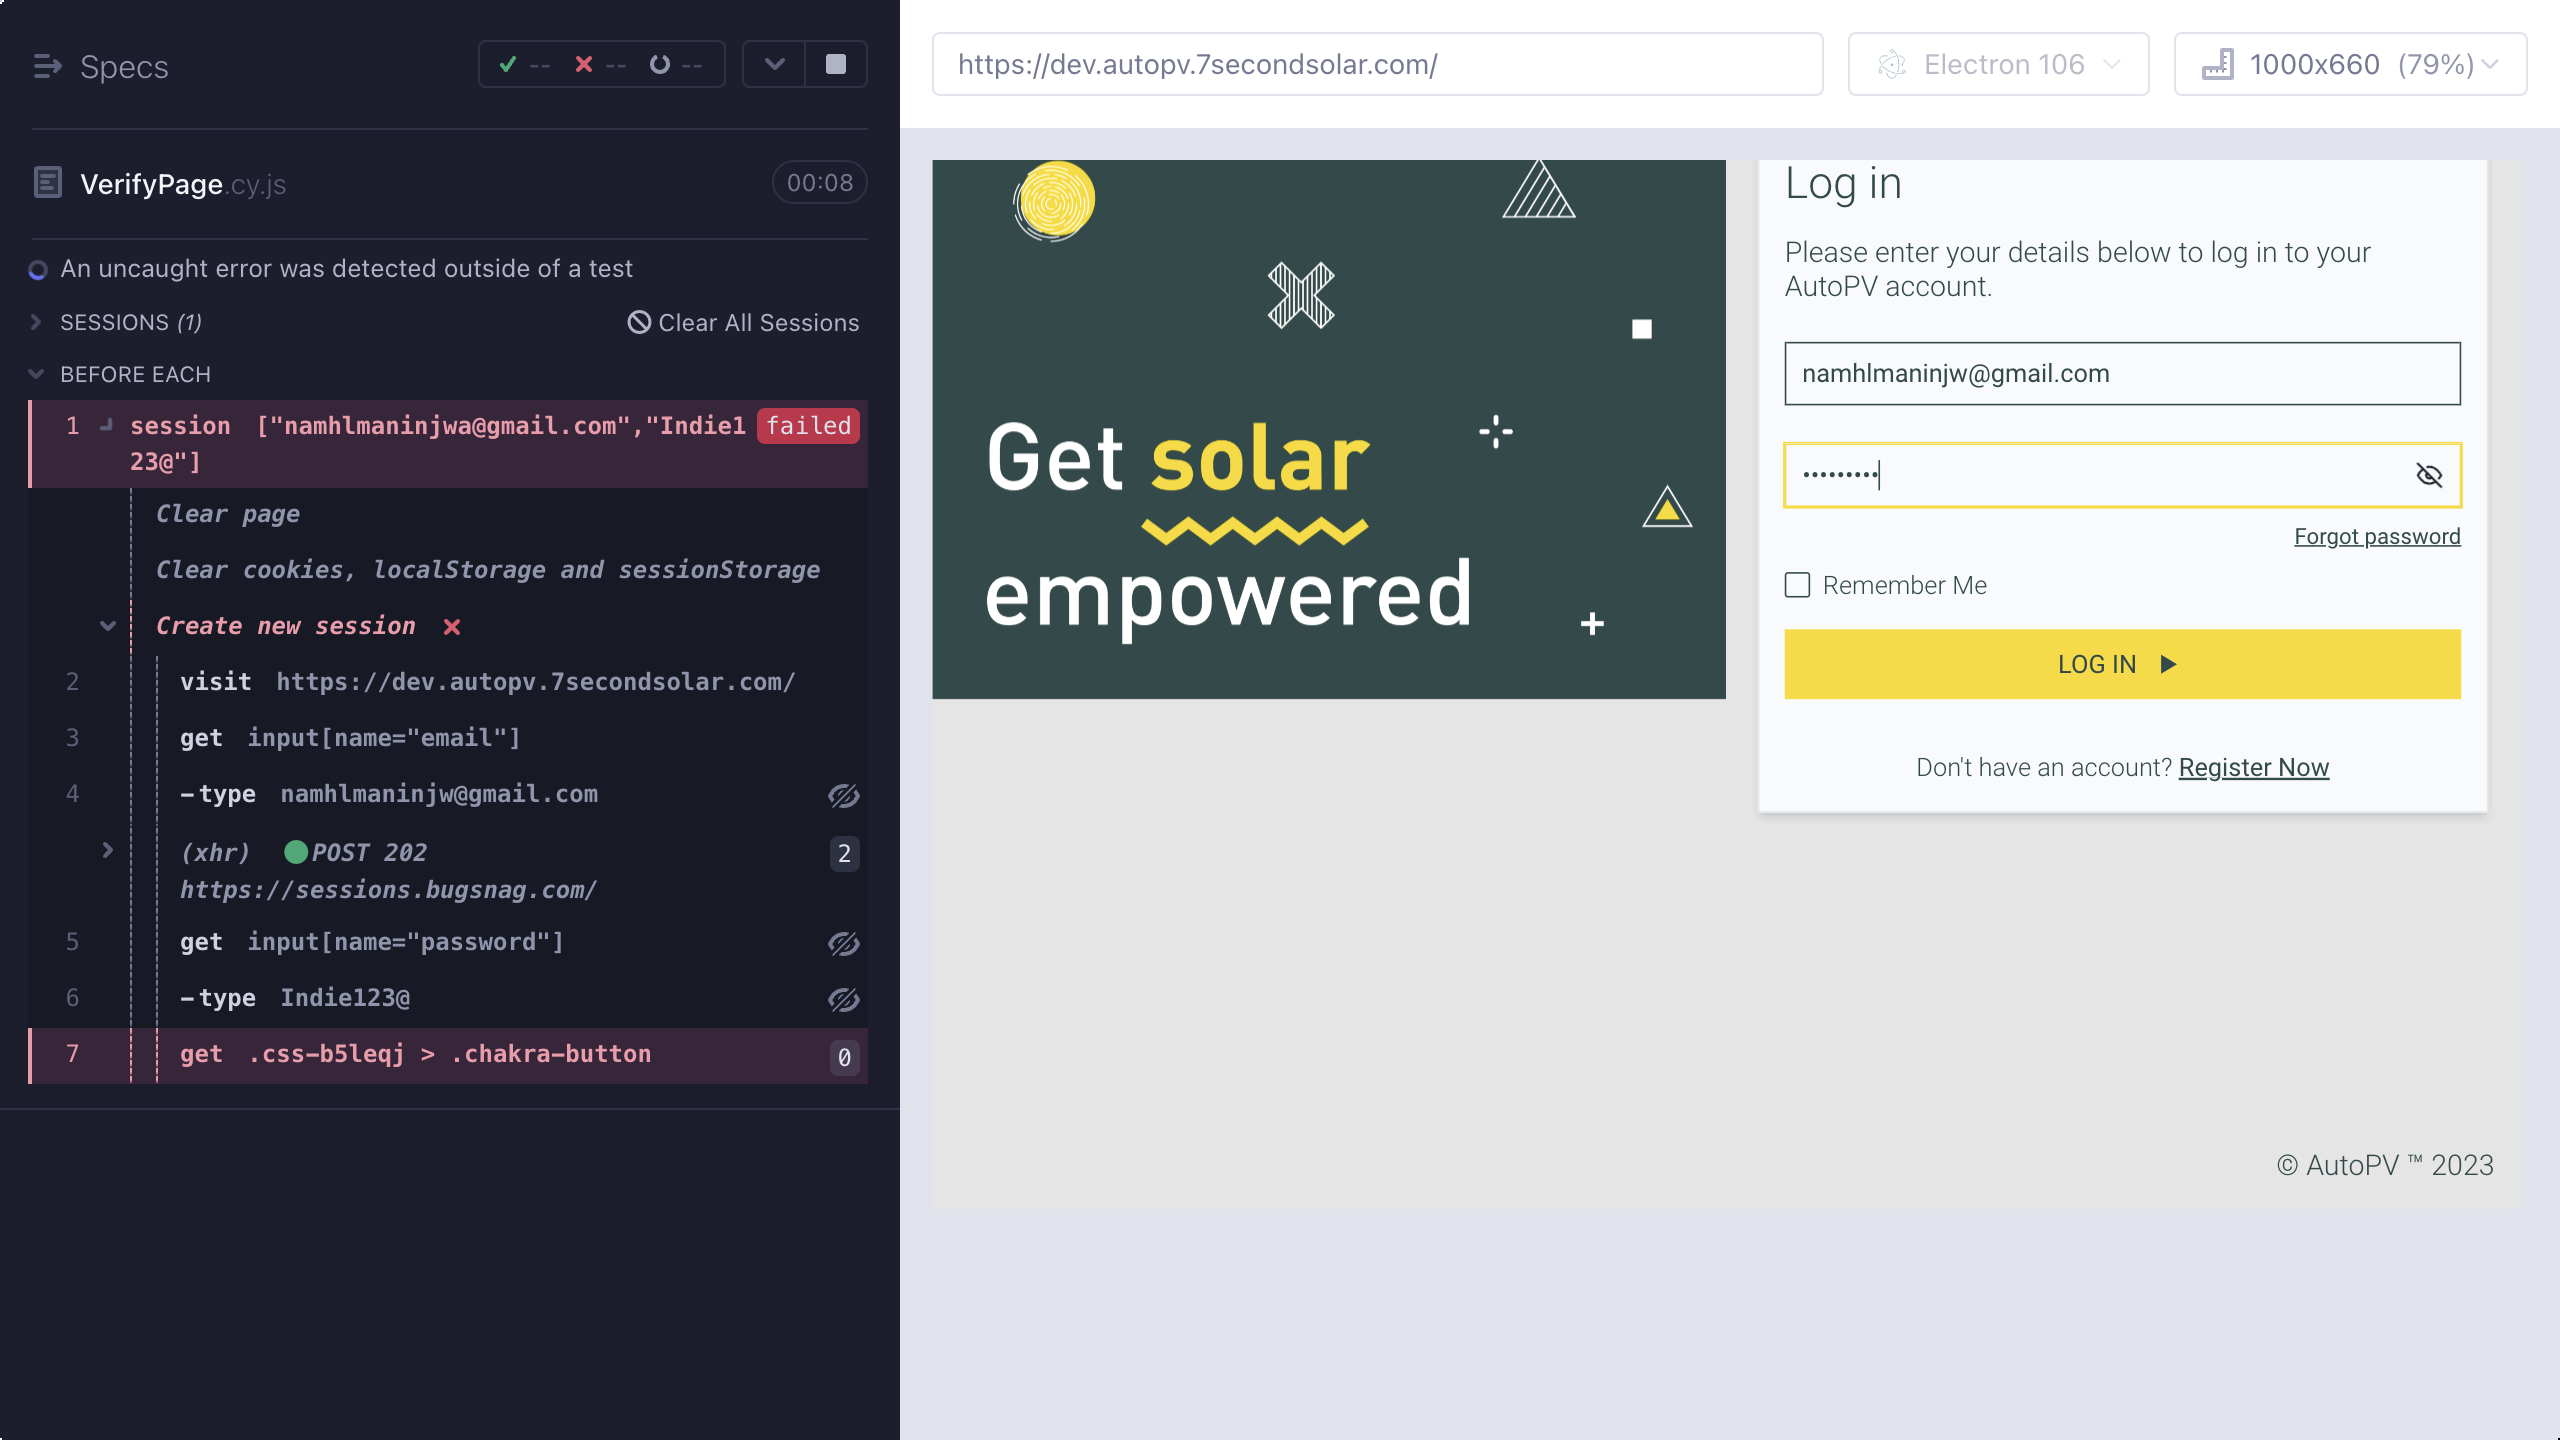 Specs
-- -- --
VerifyPage.cy.js 00:08
An uncaught error was detected outside of a test
SESSIONS (1) Clear All Sessions
BEFORE EACH
1 session ["namhlmaninjwa@gmail.com","Indie1 failed
23@"]
Clear page
Clear cookies, localStorage and sessionStorage
Create new session
2 visit https://dev.autopv.7secondsolar.com/
3 get input[name="email"]
4 -type namhlmaninjw@gmail.com
(xhr) POST 202 2
https://sessions.bugsnag.com/
5 get input[name="password"]
6 -type Indie123@
7 get .css-b5leqj > .chakra-button 0
https://dev.autopv.7secondsolar.com/
Electron 106
1000x660 (79%)
Get solar
empowered
Log in
Please enter your details below to log in to your
AutoPV account.
namhlmaninjw@gmail.com
•••••••••
Forgot password
Remember Me
LOG IN
Don't have an account? Register Now
© AutoPV ™ 2023